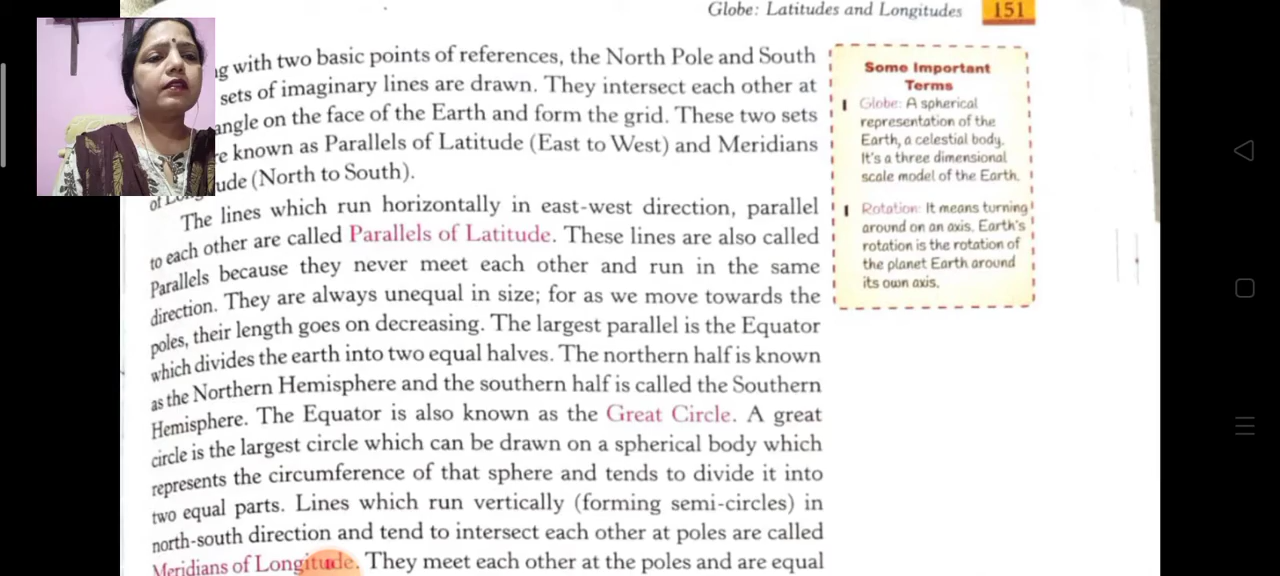 Globe: Latitudes and Longitudes 151
with two basic points of references, the North Pole and South
sets of imaginary lines are drawn. They intersect each other at
angle on the face of the Earth and form the grid. These two sets
known as Parallels of Latitude (East to West) and Meridians
of (North to South).
The lines which run horizontally in east-west direction, parallel
to each other are called Parallels of Latitude. These lines are also called
Parallels because they never meet each other and run in the same
direction. They are always unequal in size; for as we move towards the
poles, their length goes on decreasing. The largest parallel is the Equator
which divides the earth into two equal halves. The northern half is known
as the Northern Hemisphere and the southern half is called the Southern
Hemisphere. The Equator is also known as the Great Circle. A great
circle is the largest circle which can be drawn on a spherical body which
represents the circumference of that sphere and tends to divide it into
two equal parts. Lines which run vertically (forming semi-circles) in
north-south direction and tend to intersect each other at poles are called
Meridians of Longitude. They meet each other at the poles and are equal
Some Important
Terms
Globe: A spherical
representation of the
Earth, a celestial body.
It's a three dimensional
scale model of the Earth.
Rotation: It means turning
around on an axis. Earth's
rotation is the rotation of
the planet Earth around
its own axis.